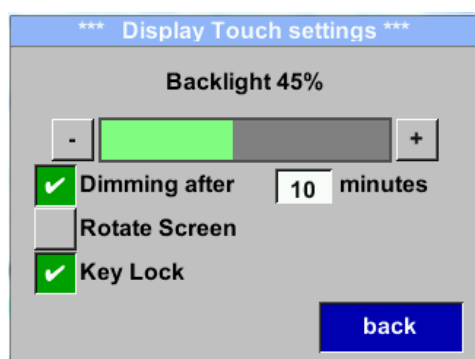 *** Display Touch settings ***
Backlight 45%
- +
Dimming after 10 minutes
Rotate Screen
Key Lock
back